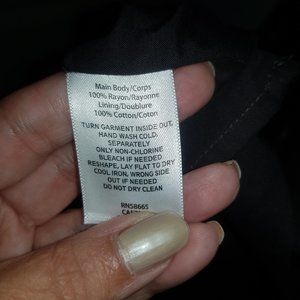 Main Body/Corps
100% Rayon/Rayonne
Lining/Doublure
100% Cotton/Coton
TURN GARMENT INSIDE OUT,
HAND WASH COLD,
SEPARATELY
ONLY NON-CHLORINE
BLEACH IF NEEDED
RESHAPE, LAY FLAT TO DRY
COOL IRON, WRONG SIDE
OUT IF NEEDED
DO NOT DRY CLEAN
RN58665